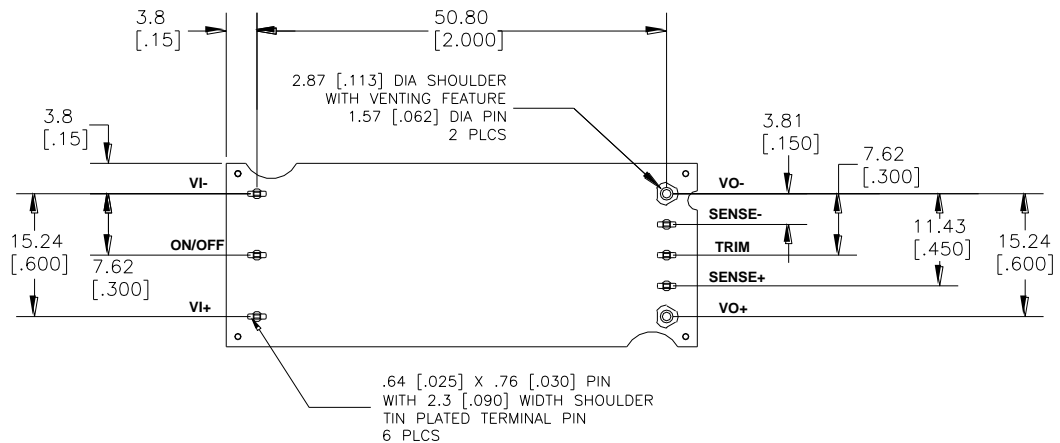 3.8
[.15]
50.80
[2.000]
2.87 [.113] DIA SHOULDER
WITH VENTING FEATURE
1.57 [.062] DIA PIN
2 PLCS
3.8
[.15]
3.81
[.150]
7.62
[.300]
VI-
VO-
SENSE-
15.24
[.600]
ON/OFF
7.62
[.300]
TRIM
11.43
[.450]
15.24
[.600]
SENSE+
VI+
VO+
.64 [.025] X .76 [.030] PIN
WITH 2.3 [.090] WIDTH SHOULDER
TIN PLATED TERMINAL PIN
6 PLCS